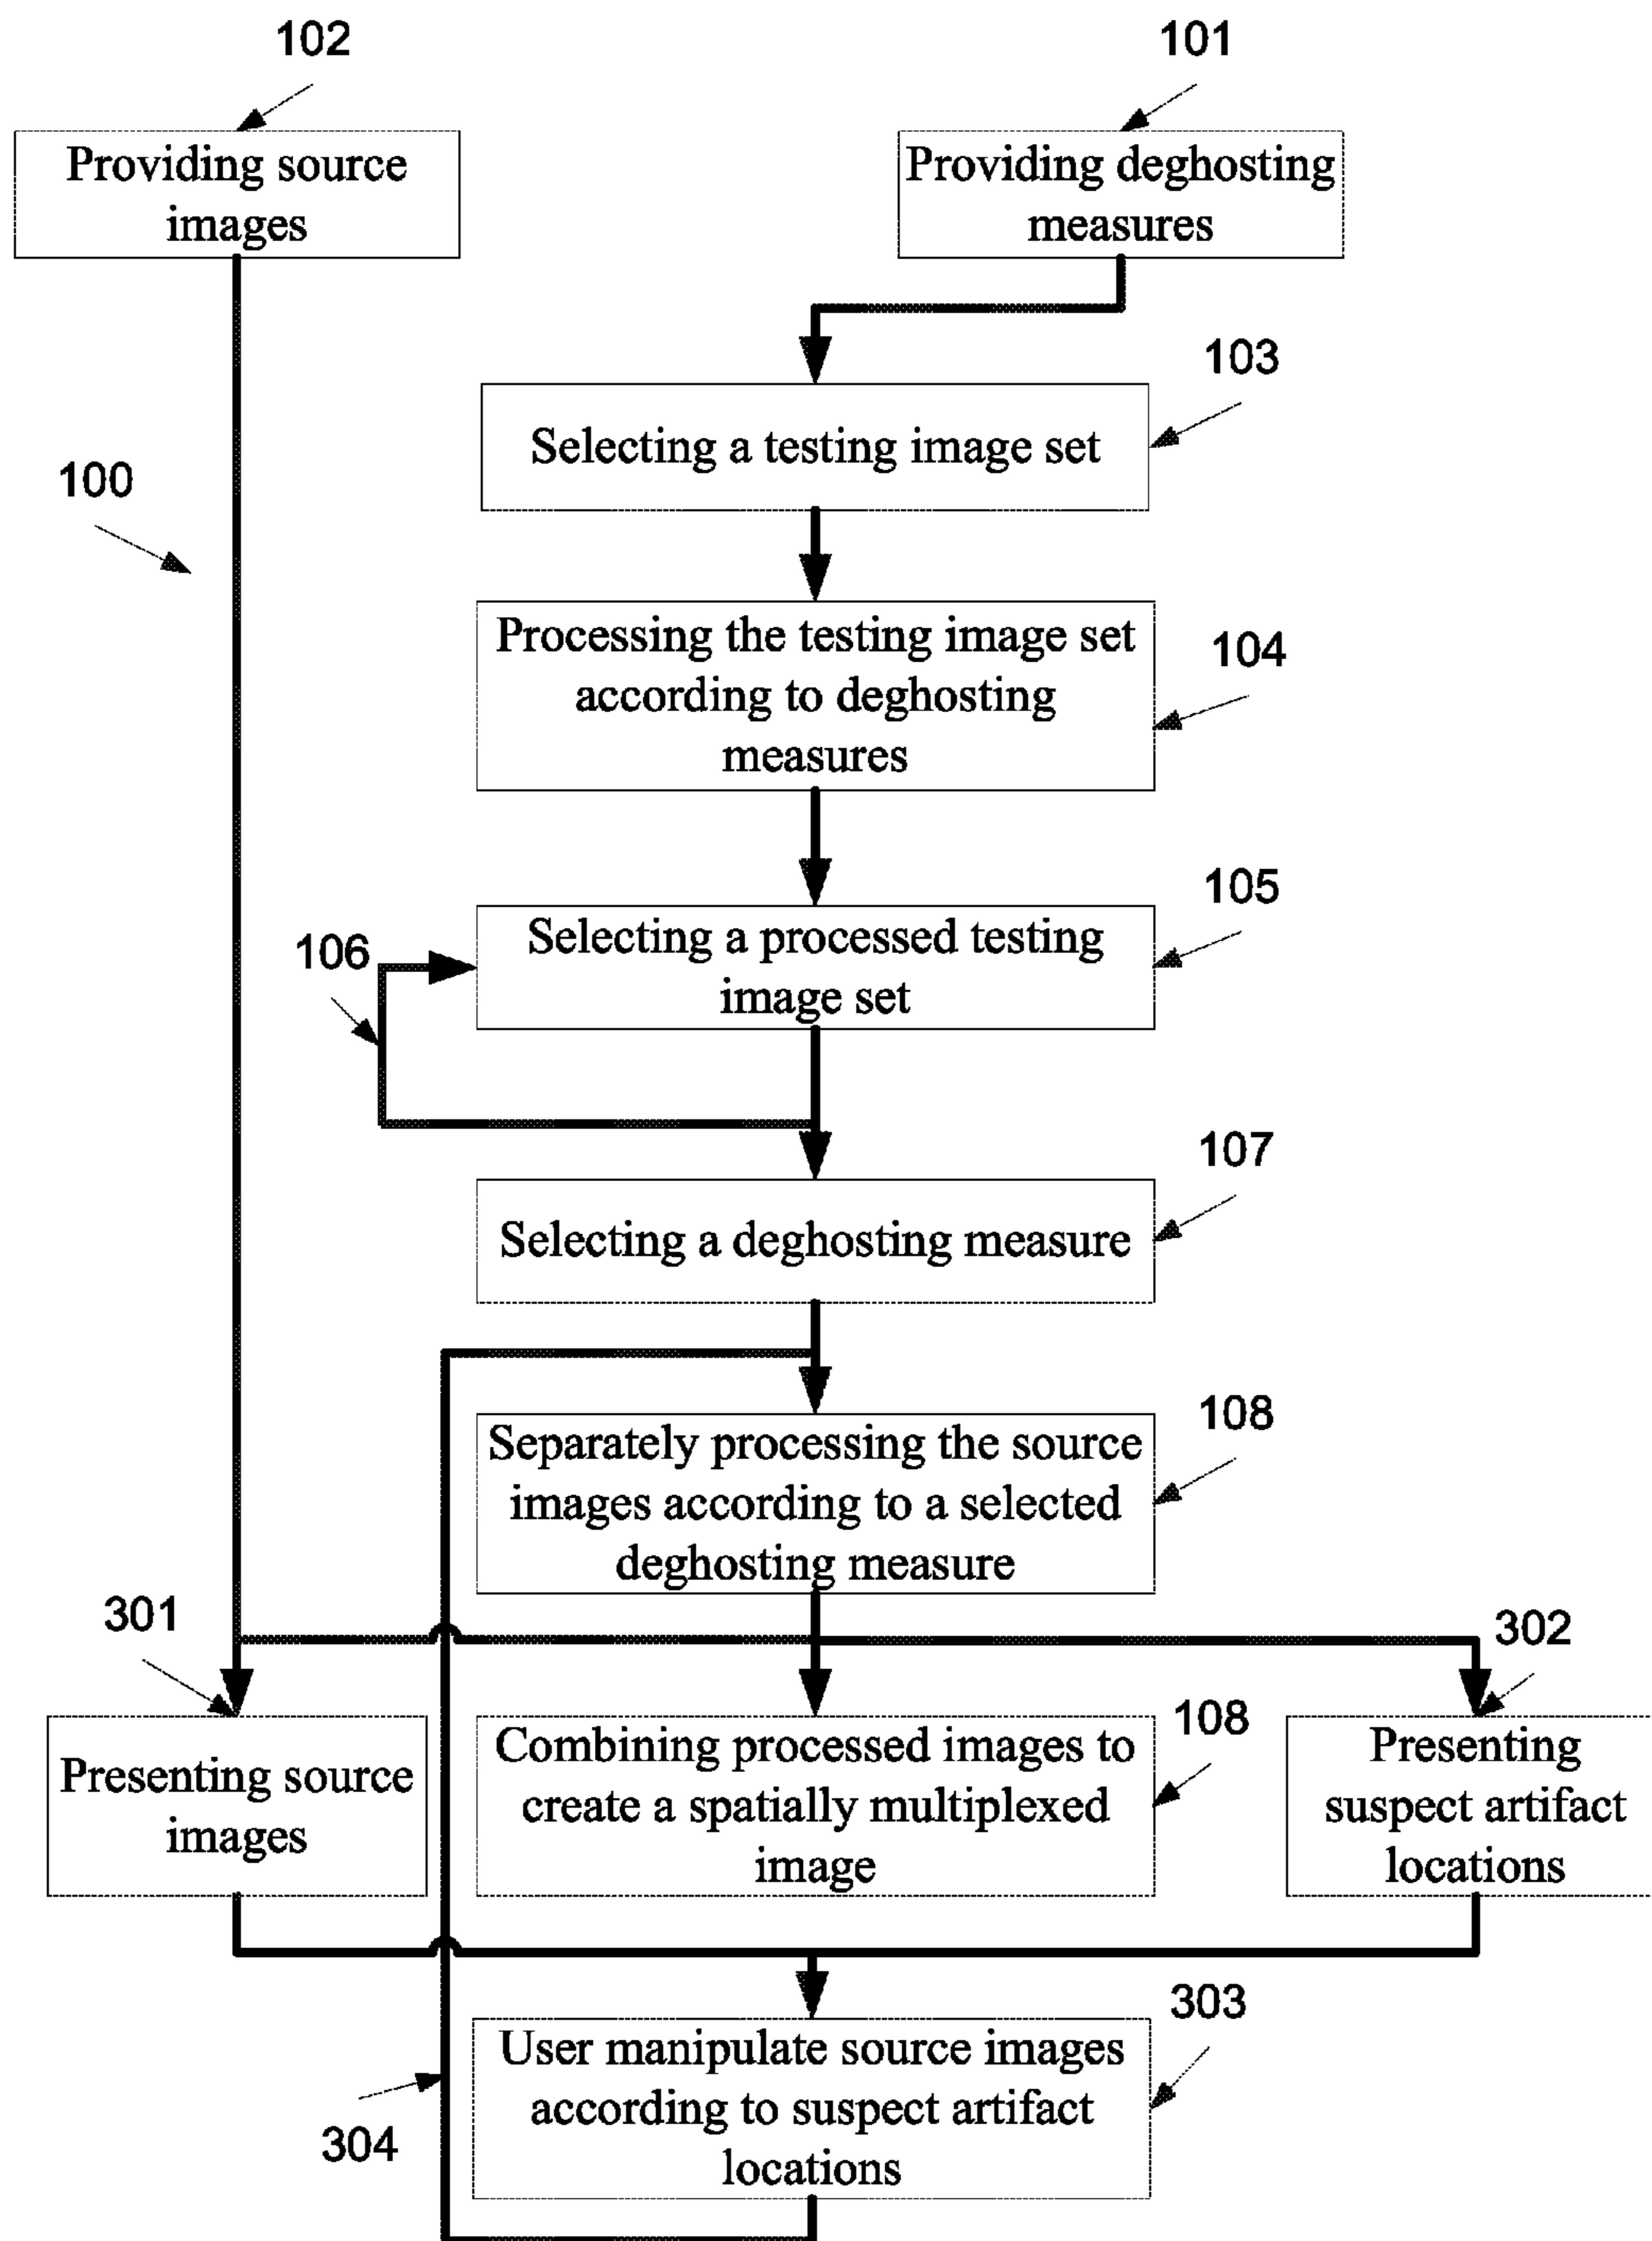 102
101
Providing source
images
Providing deghosting
measures
103
Selecting a testing image set
100
Processing the testing image set
according to deghosting
measures
104
105
Selecting a processed testing
image set
106
107
Selecting a deghosting measure
108
Separately processing the source
images according to a selected
deghosting measure
301
302
Presenting source
images
Combining processed images to
create a spatially multiplexed
image
108
Presenting
suspect artifact
locations
303
User manipulate source images
according to suspect artifact
locations
304